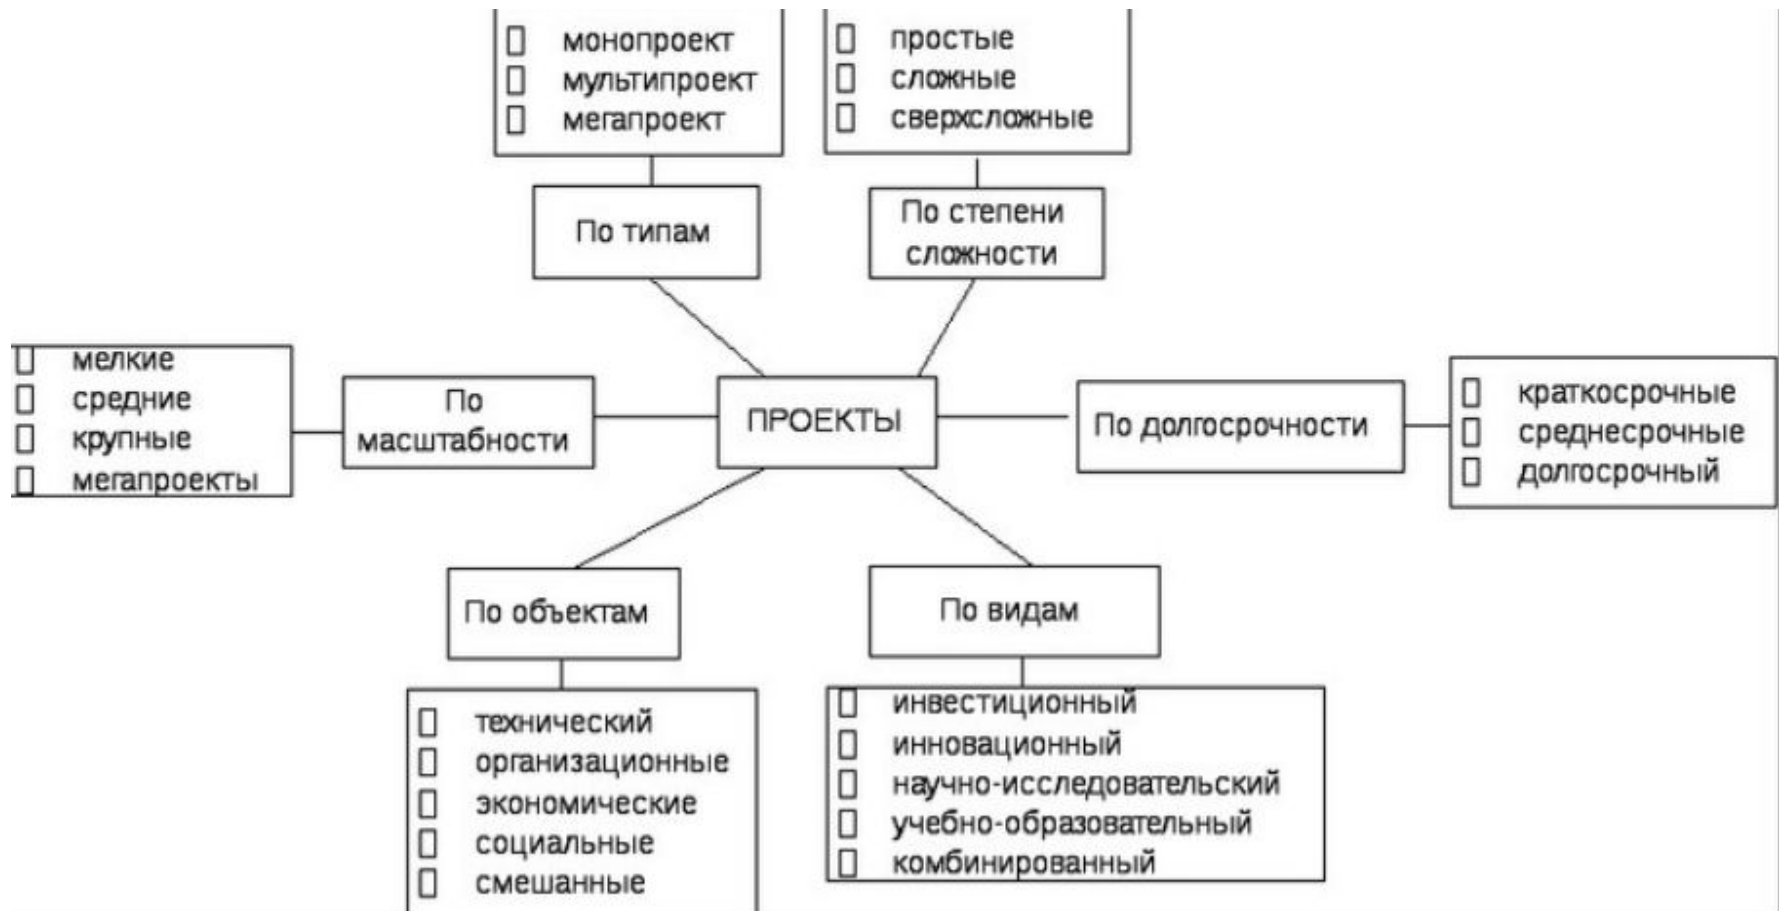 монопроект
мультипроект
мегапроект
простые
сложные
сверхсложные
По типам
По степени
сложности
мелкие
средние
крупные
мегапроекты
По
масштабности
ПРОЕКТЫ
По долгосрочности
краткосрочные
среднесрочные
долгосрочный
По объектам
По видам
технический
организационные
экономические
социальные
смешанные
инвестиционный
инновационный
научно-исследовательский
учебно-образовательный
комбинированный